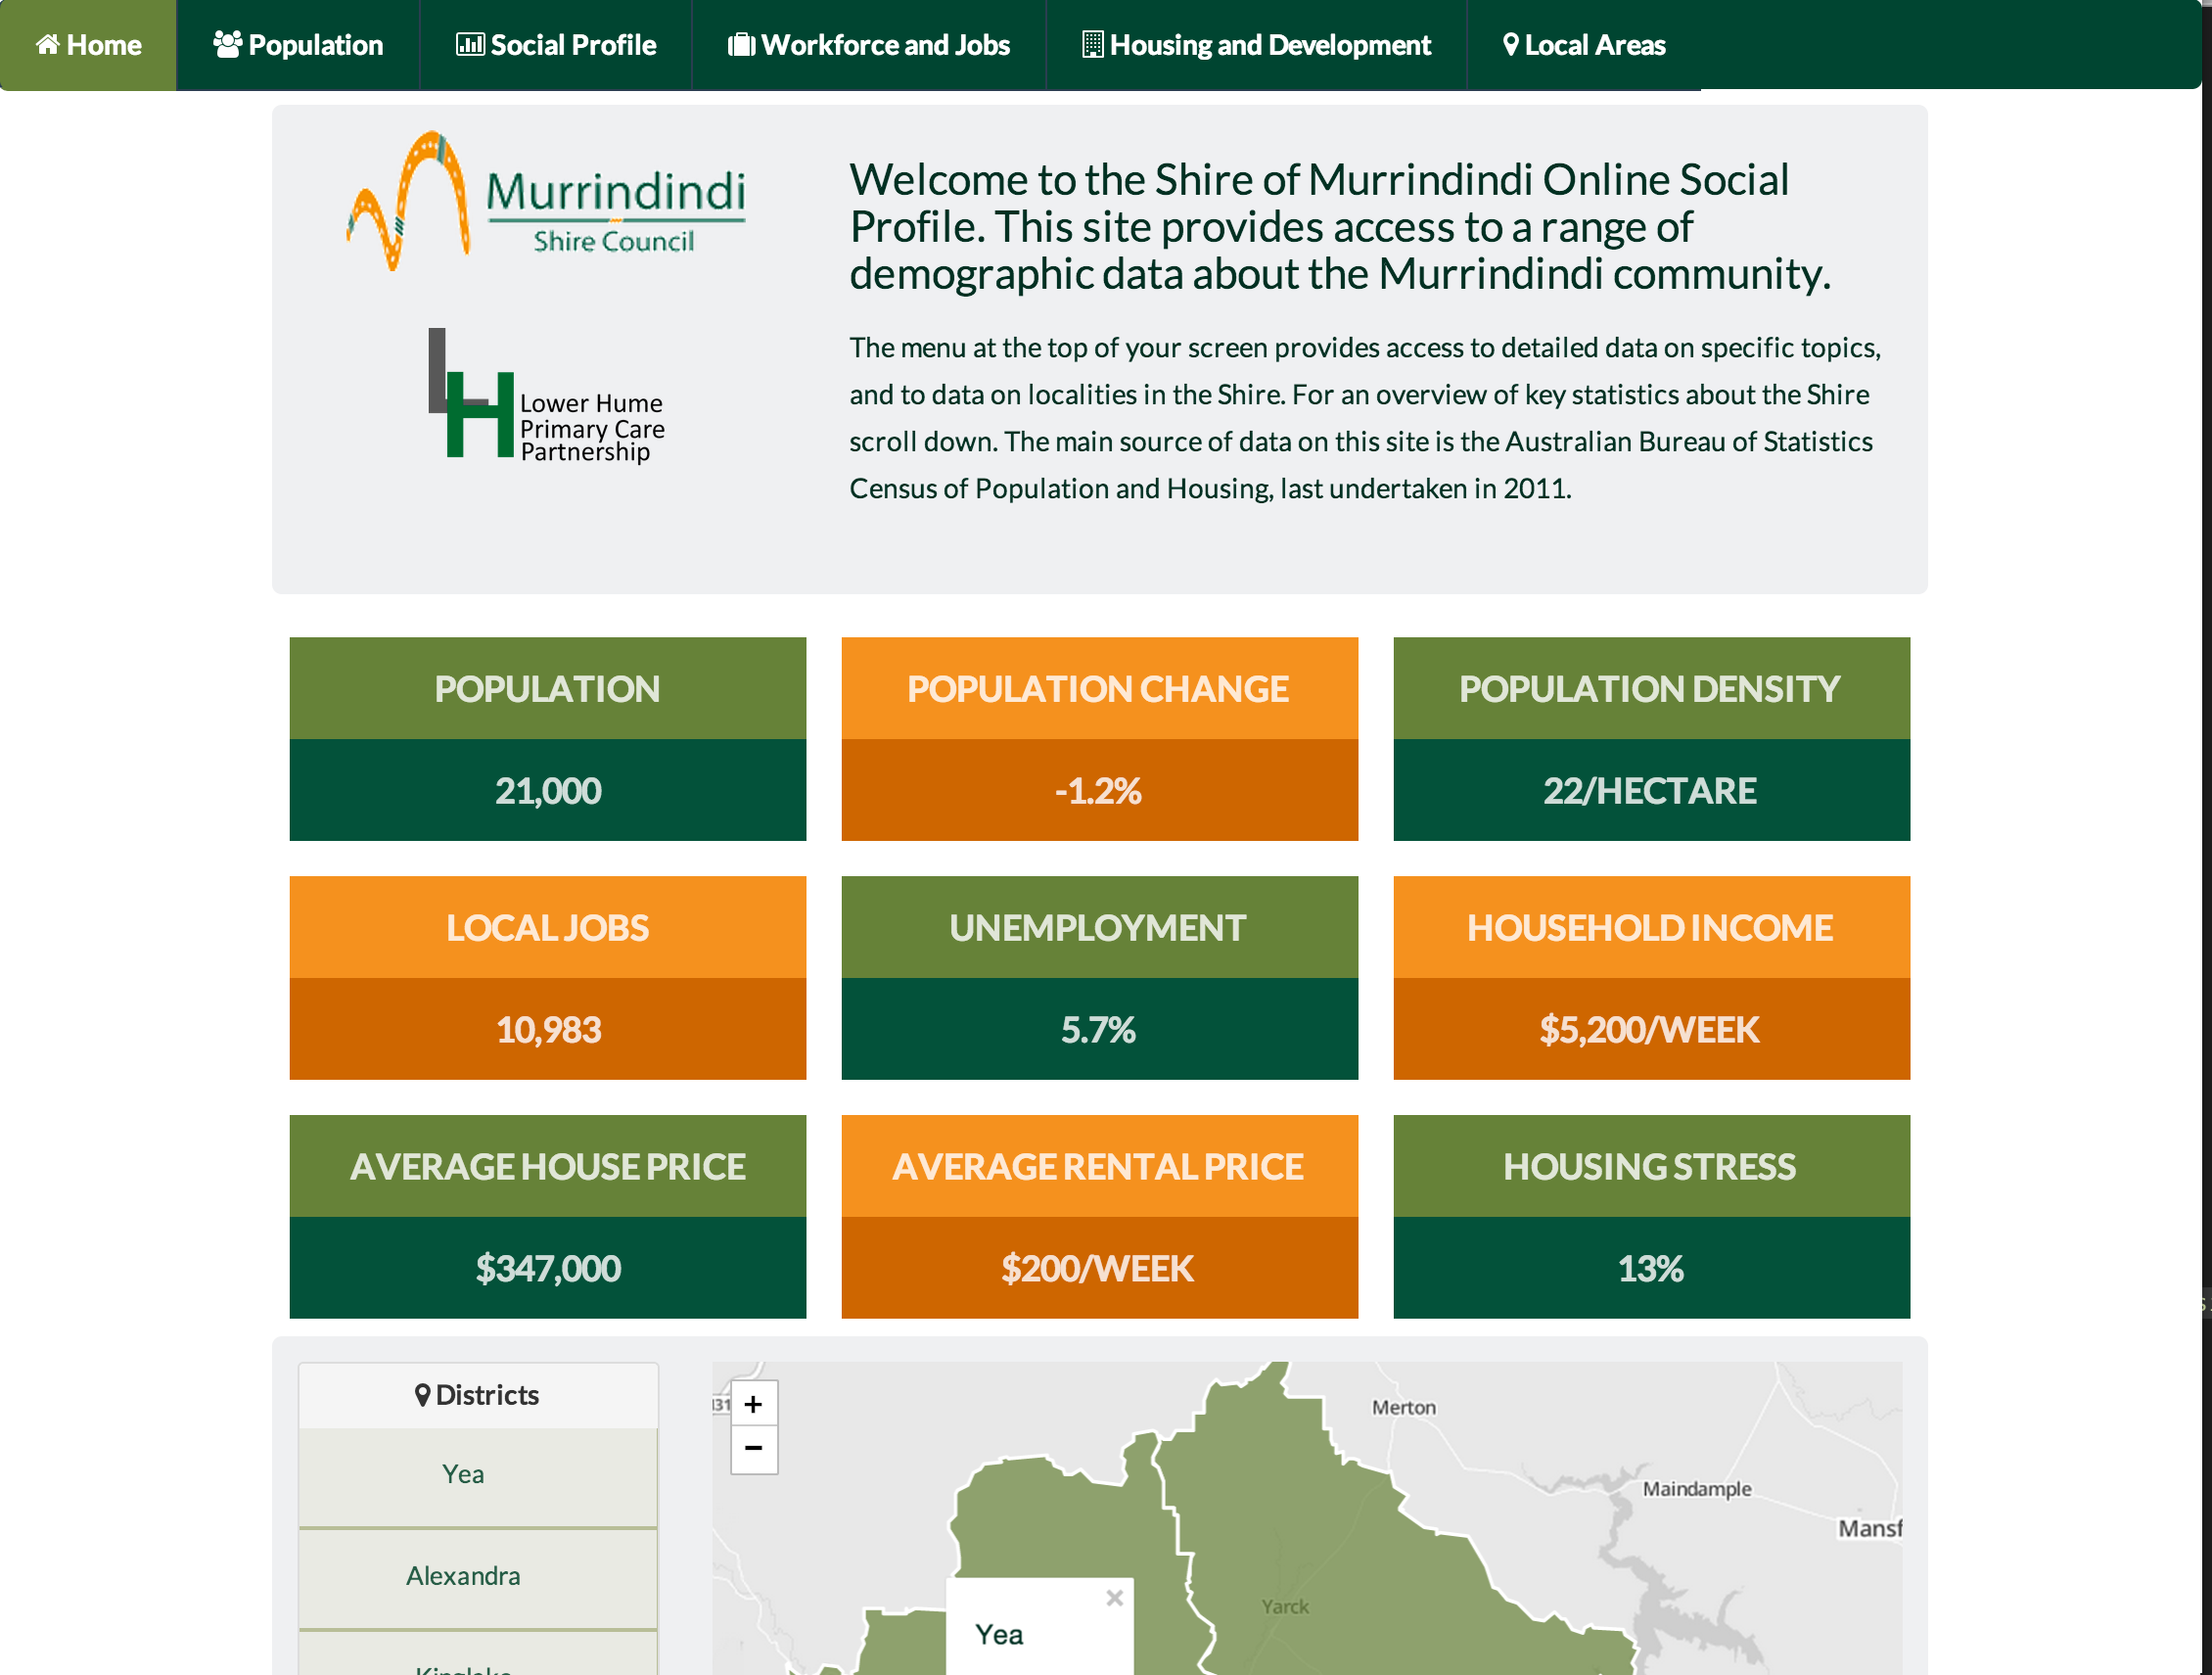 Home Population Social Profile Workforce and Jobs Housing and Development Local Areas
Murrindindi
Shire Council
Lower Hume
Primary Care
Partnership
Welcome to the Shire of Murrindindi Online Social
Profile. This site provides access to a range of
demographic data about the Murrindindi community.
The menu at the top of your screen provides access to detailed data on specific topics,
and to data on localities in the Shire. For an overview of key statistics about the Shire
scroll down. The main source of data on this site is the Australian Bureau of Statistics
Census of Population and Housing, last undertaken in 2011.
POPULATION
21,000
POPULATION CHANGE
-1.2%
POPULATION DENSITY
22/HECTARE
LOCAL JOBS
10,983
UNEMPLOYMENT
5.7%
HOUSEHOLD INCOME
$5,200/WEEK
AVERAGE HOUSE PRICE
$347,000
AVERAGE RENTAL PRICE
$200/WEEK
HOUSING STRESS
13%
Districts
Yea
Alexandra
+
−
Merton
Maindample
Mansf
Yarck
×
Yea